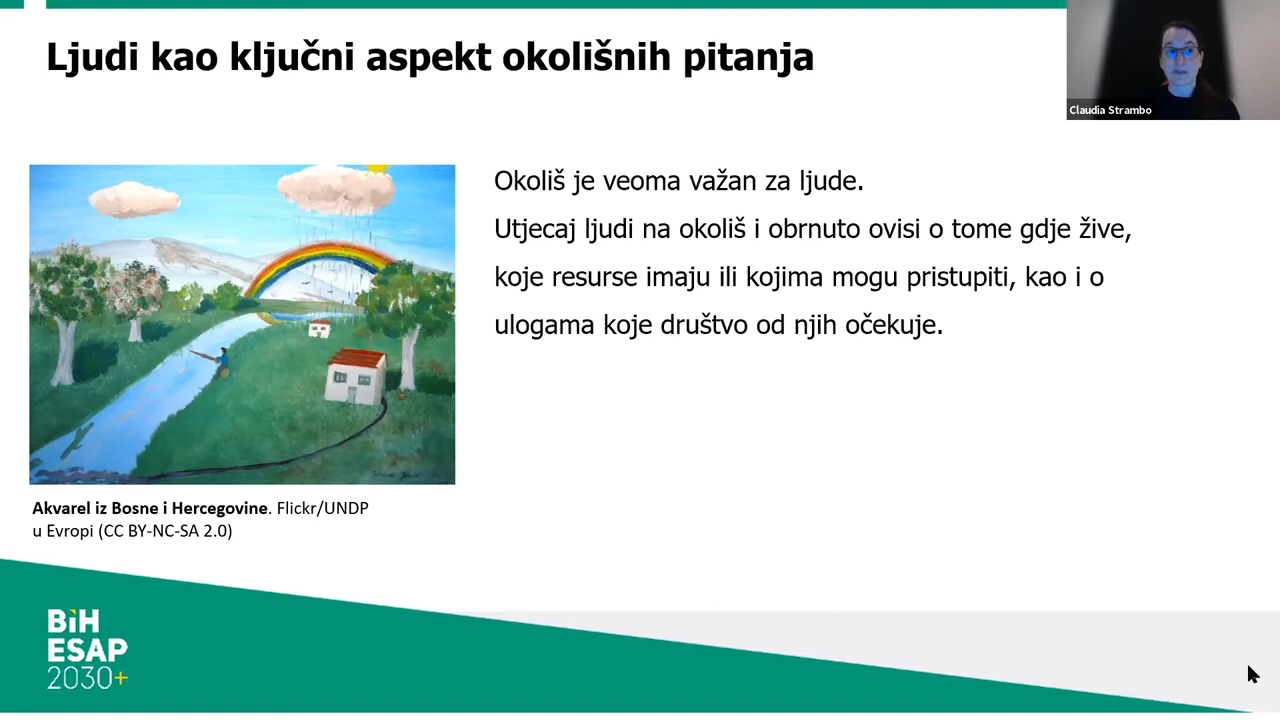 Ljudi kao ključni aspekt okolišnih pitanja
Claudia Strambo
Okoliš je veoma važan za ljude.
Utjecaj ljudi na okoliš i obrnuto ovisi o tome gdje žive,
koje resurse imaju ili kojima mogu pristupiti, kao i o
ulogama koje društvo od njih očekuje.
Akvarel iz Bosne i Hercegovine. Flickr/UNDP
u Evropi (CC BY-NC-SA 2.0)
BiH
ESAP
2030+